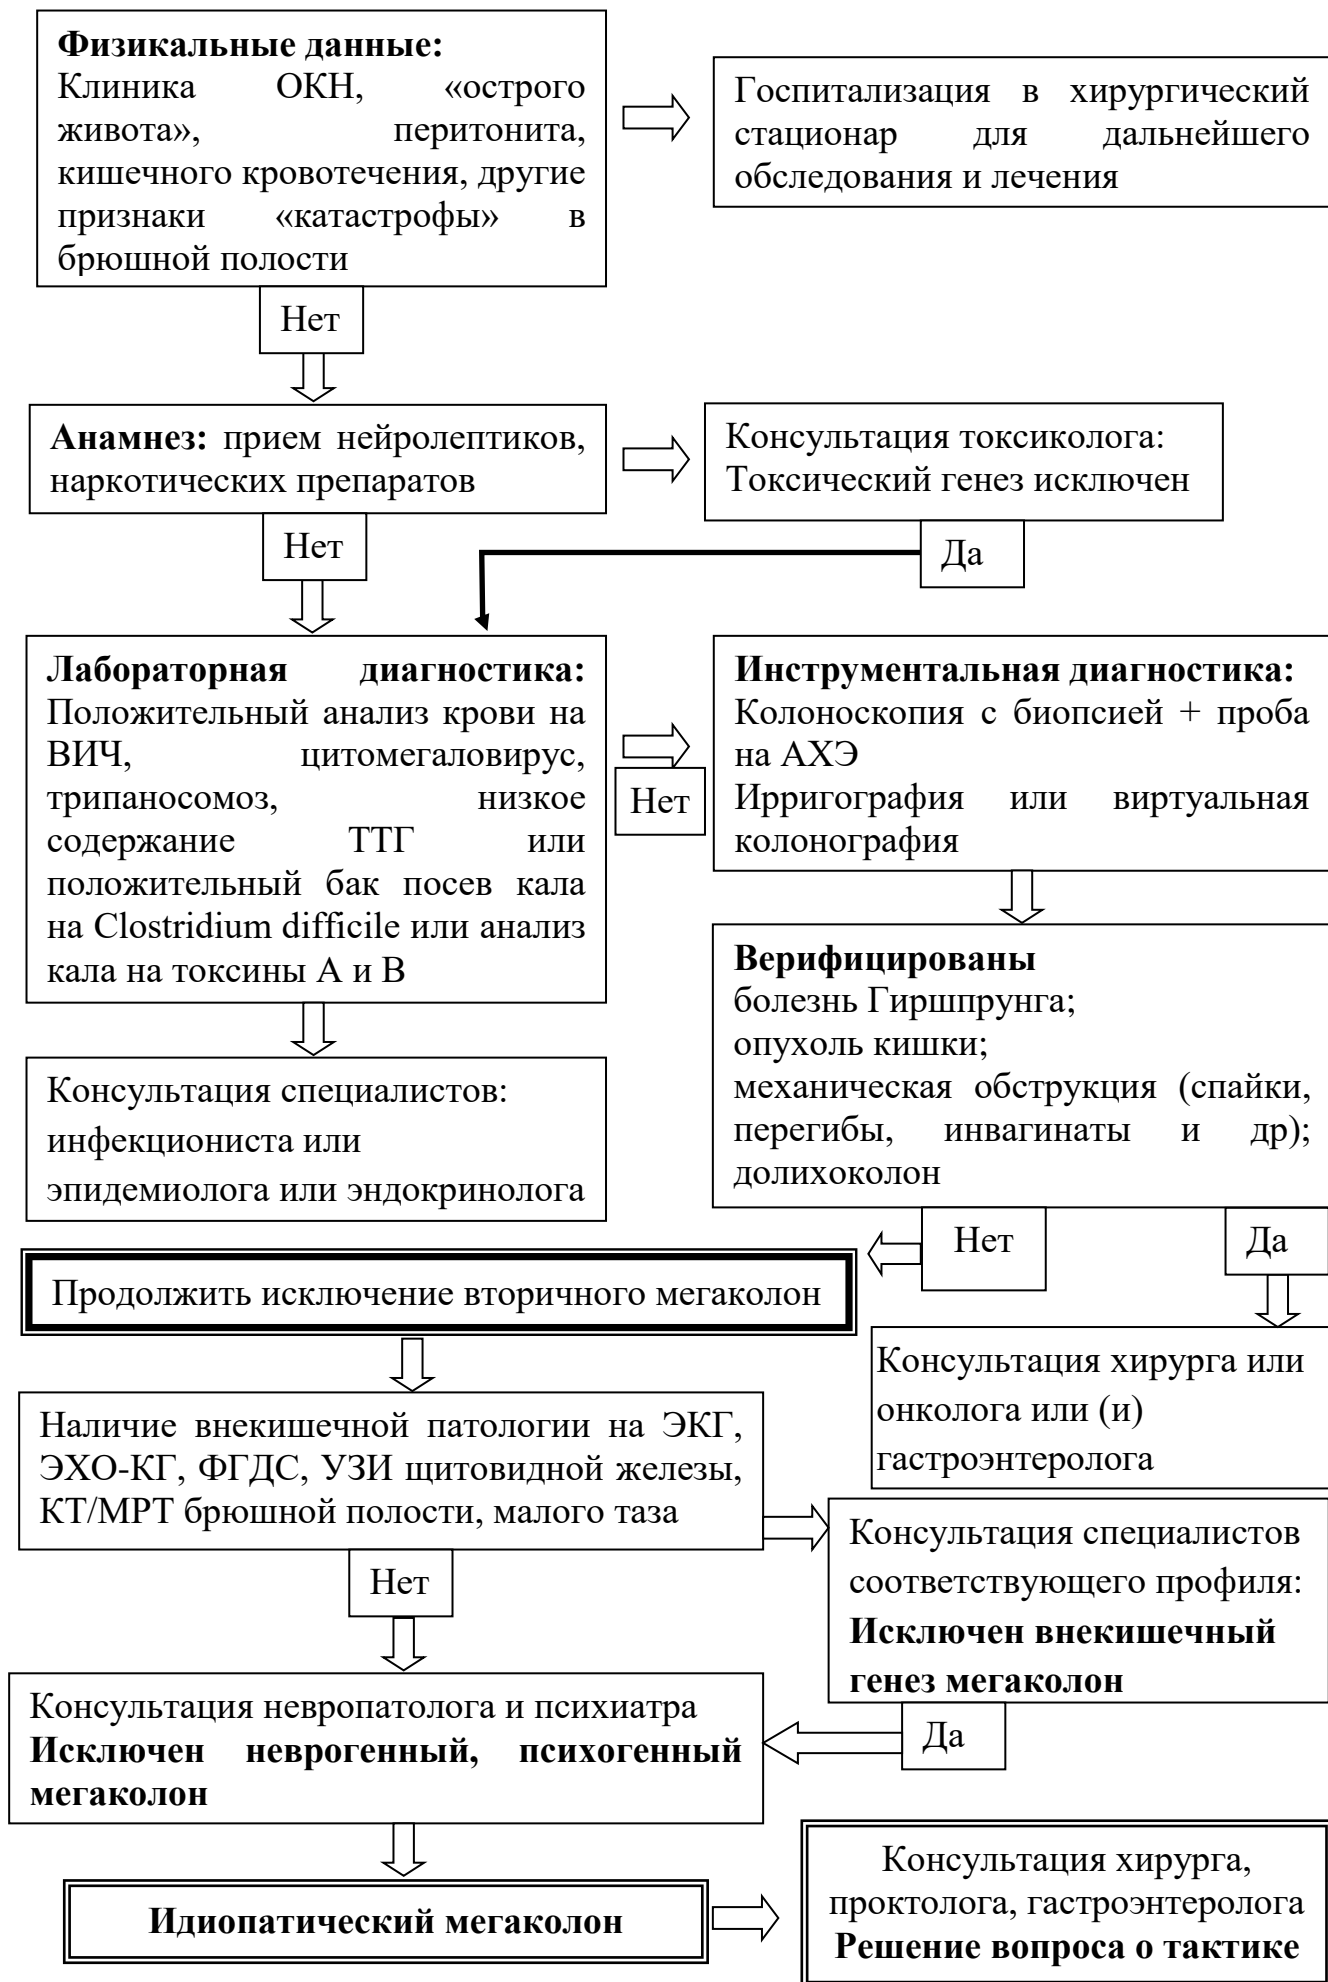 Физикальные данные:
Клиника ОКН, «острого
живота», перитонита,
кишечного кровотечения, другие
признаки «катастрофы» в
брюшной полости
Госпитализация в хирургический
стационар для дальнейшего
обследования и лечения
Нет
Анамнез: прием нейролептиков,
наркотических препаратов
Консультация токсиколога:
Токсический генез исключен
Нет
Да
Лабораторная диагностика:
Положительный анализ крови на
ВИЧ, цитомегаловирус,
трипаносомоз, низкое
содержание ТТГ или
положительный бак посев кала
на Clostridium difficile или анализ
кала на токсины А и В
Нет
Инструментальная диагностика:
Колоноскопия с биопсией + проба
на АХЭ
Ирригография или виртуальная
колонография
Верифицированы
болезнь Гиршпрунга;
опухоль кишки;
механическая обструкция (спайки,
перегибы, инвагинаты и др);
долихоколон
Консультация специалистов:
инфекциониста или
эпидемиолога или эндокринолога
Нет
Да
Продолжить исключение вторичного мегаколон
Консультация хирурга или
онколога или (и)
гастроэнтеролога
Наличие внекишечной патологии на ЭКГ,
ЭХО-КГ, ФГДС, УЗИ щитовидной железы,
КТ/МРТ брюшной полости, малого таза
Консультация специалистов
соответствующего профиля:
Исключен внекишечный
генез мегаколон
Нет
Да
Консультация невропатолога и психиатра
Исключен неврогенный, психогенный
мегаколон
Идиопатический мегаколон
Консультация хирурга,
проктолога, гастроэнтеролога
Решение вопроса о тактике